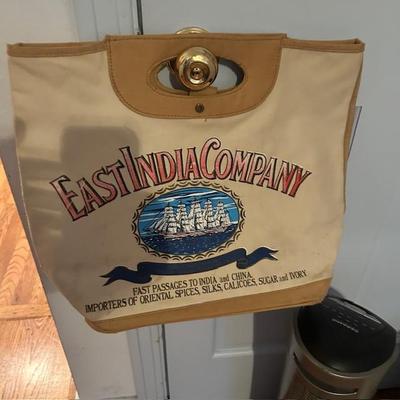 EAST INDIA COMPANY
FAST PASSAGES TO INDIA and CHINA.
IMPORTERS OF ORIENTAL SPICES, SILKS, CALICOES, SUGAR and IVORY.